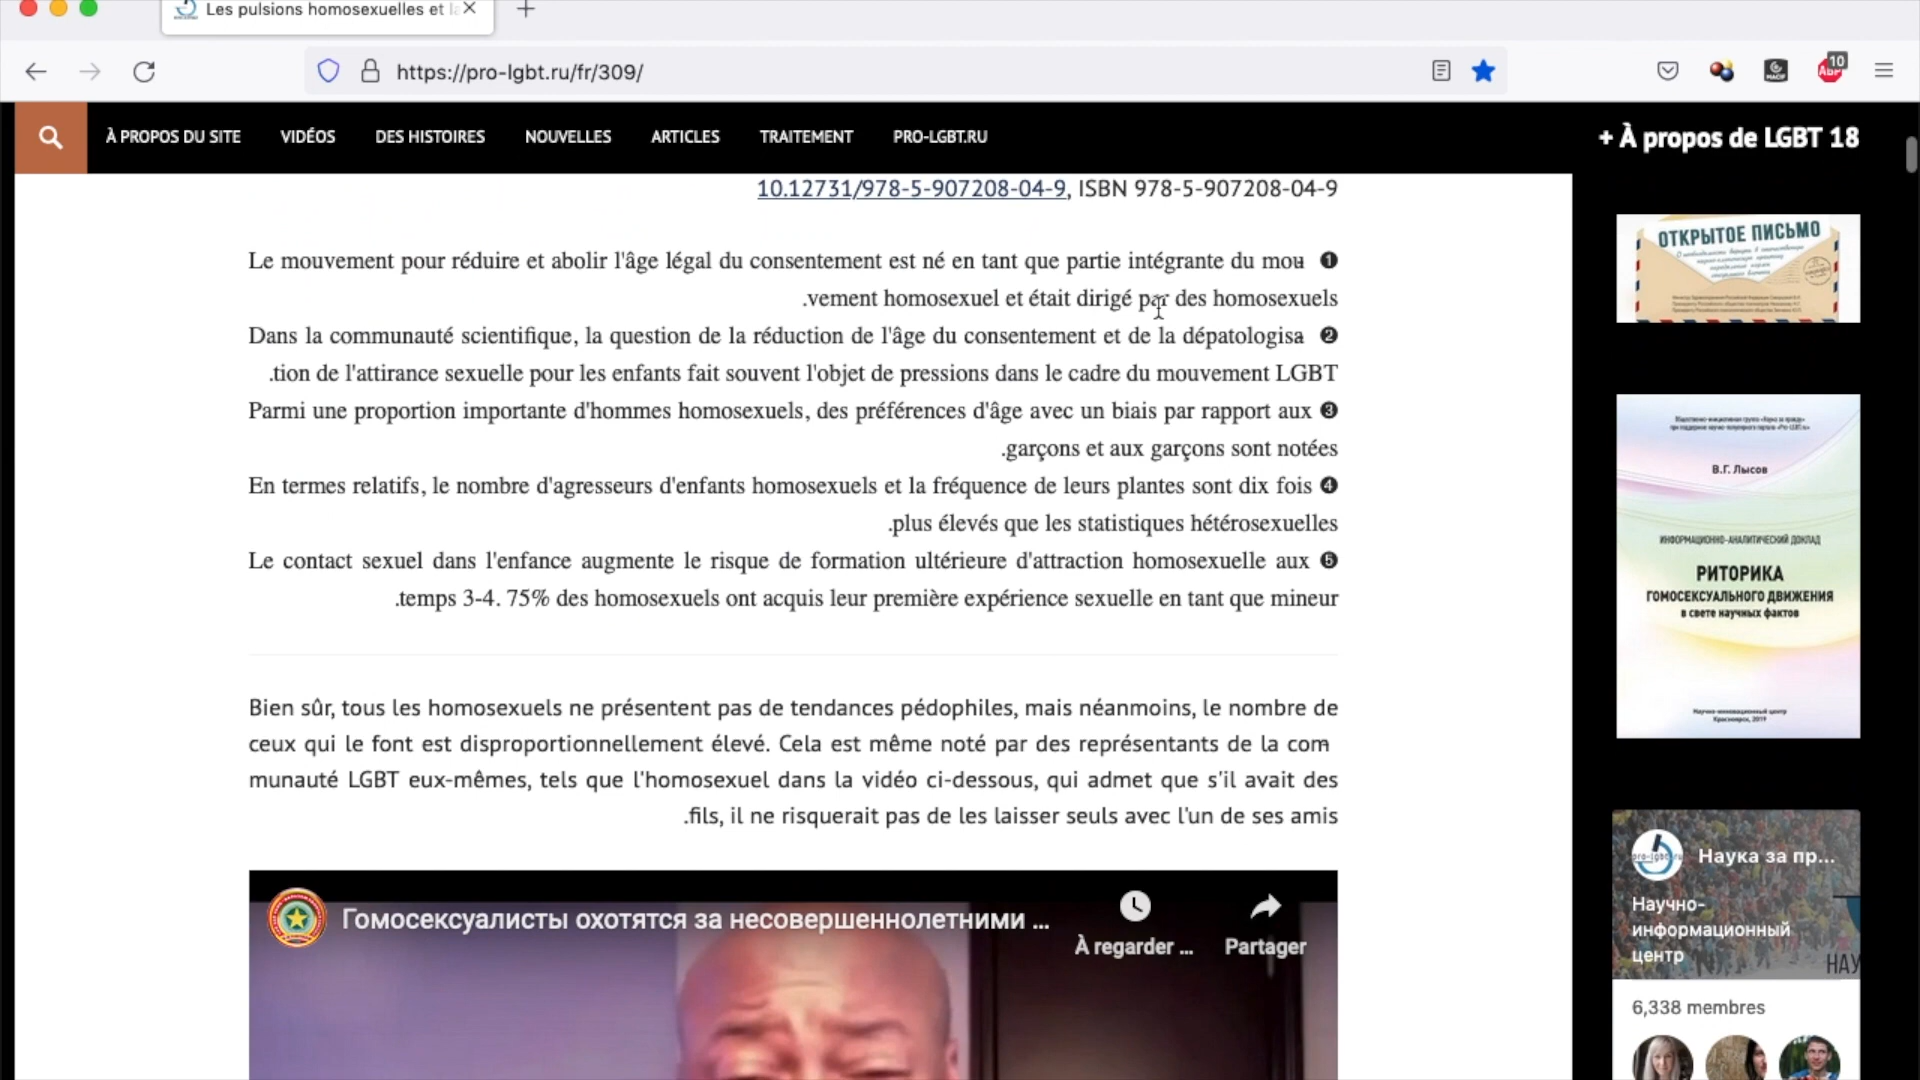 Les pulsions homosexuelles et la
https://pro-lgbt.ru/fr/309/
10
ABP
À PROPOS DU SITE
VIDÉOS
DES HISTOIRES
NOUVELLES
ARTICLES
TRAITEMENT
PRO-LGBT.RU
+ À propos de LGBT 18
10.12731/978-5-907208-04-9, ISBN 978-5-907208-04-9
Le mouvement pour réduire et abolir l'âge légal du consentement est né en tant que partie intégrante du mou- ❶
.vement homosexuel et était dirigé par des homosexuels
Dans la communauté scientifique, la question de la réduction de l'âge du consentement et de la dépatologisa- ❷
.tion de l'attirance sexuelle pour les enfants fait souvent l'objet de pressions dans le cadre du mouvement LGBT
Parmi une proportion importante d'hommes homosexuels, des préférences d'âge avec un biais par rapport aux ❸
.garçons et aux garçons sont notées
En termes relatifs, le nombre d'agresseurs d'enfants homosexuels et la fréquence de leurs plantes sont dix fois ❹
.plus élevés que les statistiques hétérosexuelles
Le contact sexuel dans l'enfance augmente le risque de formation ultérieure d'attraction homosexuelle aux ❺
.temps 3-4. 75% des homosexuels ont acquis leur première expérience sexuelle en tant que mineur
Bien sûr, tous les homosexuels ne présentent pas de tendances pédophiles, mais néanmoins, le nombre de
ceux qui le font est disproportionnellement élevé. Cela est même noté par des représentants de la com-
munauté LGBT eux-mêmes, tels que l'homosexuel dans la vidéo ci-dessous, qui admet que s'il avait des
.fils, il ne risquerait pas de les laisser seuls avec l'un de ses amis
Гомосексуалисты охотятся за несовершеннолетними ...
À regarder ...
Partager
ОТКРЫТОЕ ПИСЬМО
В.Г. Лысов
ИНФОРМАЦИОННО-АНАЛИТИЧЕСКИЙ ДОКЛАД
РИТОРИКА
ГОМОСЕКСУАЛЬНОГО ДВИЖЕНИЯ
в свете научных фактов
Научно-инновационный центр
Красноярск, 2019
Наука за пр...
Научно-
информационный
центр
НАУ
6,338 membres